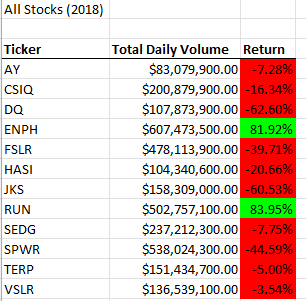 All Stocks (2018)
Ticker Total Daily Volume Return
AY $83,079,900.00 -7.28%
CSIQ $200,879,900.00 -16.34%
DQ $107,873,900.00 -62.60%
ENPH $607,473,500.00 81.92%
FSLR $478,113,900.00 -39.71%
HASI $104,340,600.00 -20.66%
JKS $158,309,000.00 -60.53%
RUN $502,757,100.00 83.95%
SEDG $237,212,300.00 -7.75%
SPWR $538,024,300.00 -44.59%
TERP $151,434,700.00 -5.00%
VSLR $136,539,100.00 -3.54%